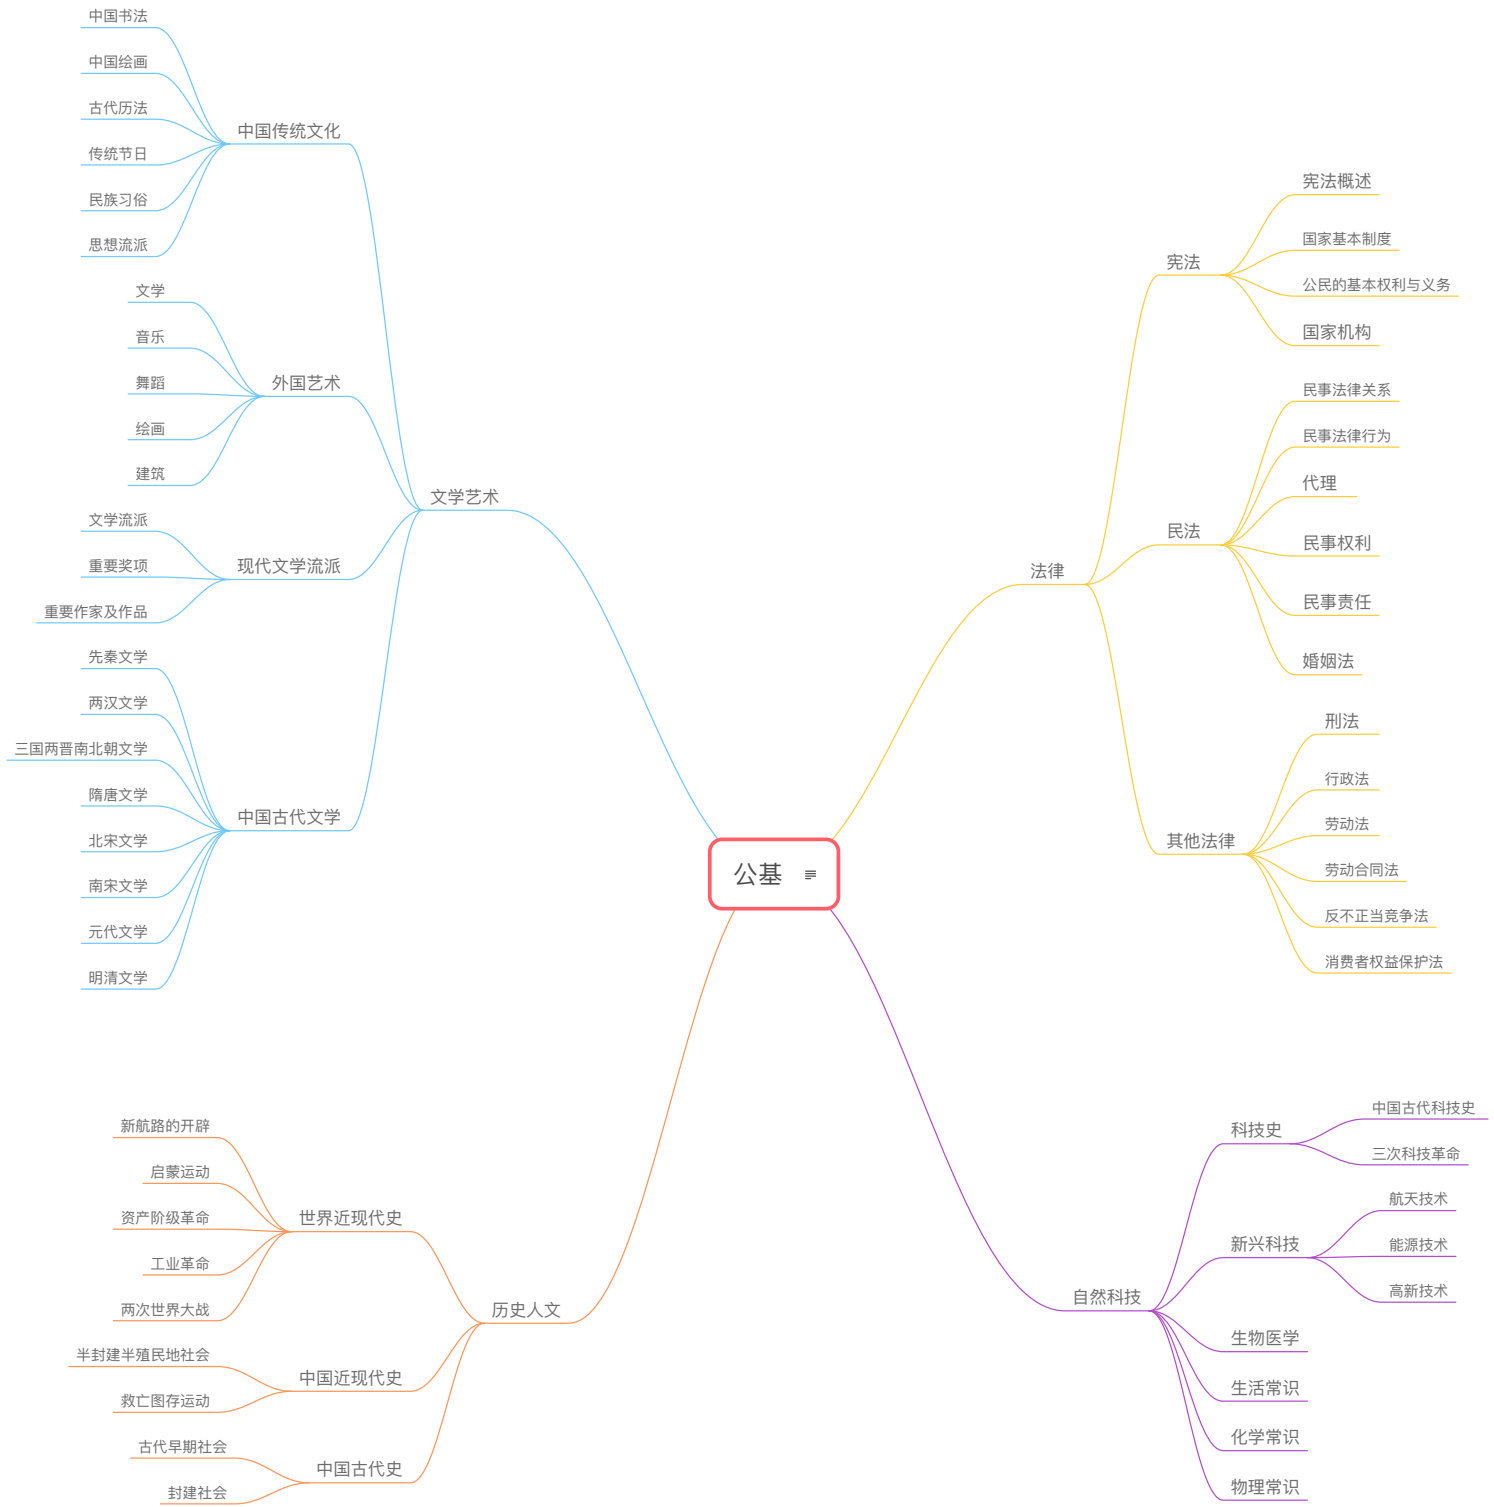 公基
法律
宪法
宪法概述
国家基本制度
公民的基本权利与义务
国家机构
民法
民事法律关系
民事法律行为
代理
民事权利
民事责任
婚姻法
其他法律
刑法
行政法
劳动法
劳动合同法
反不正当竞争法
消费者权益保护法
自然科技
科技史
中国古代科技史
三次科技革命
新兴科技
航天技术
能源技术
高新技术
生物医学
生活常识
化学常识
物理常识
文学艺术
中国传统文化
中国书法
中国绘画
古代历法
传统节日
民族习俗
思想流派
外国艺术
文学
音乐
舞蹈
绘画
建筑
现代文学流派
文学流派
重要奖项
重要作家及作品
中国古代文学
先秦文学
两汉文学
三国两晋南北朝文学
隋唐文学
北宋文学
南宋文学
元代文学
明清文学
历史人文
世界近现代史
新航路的开辟
启蒙运动
资产阶级革命
工业革命
两次世界大战
中国近现代史
半封建半殖民地社会
救亡图存运动
中国古代史
古代早期社会
封建社会